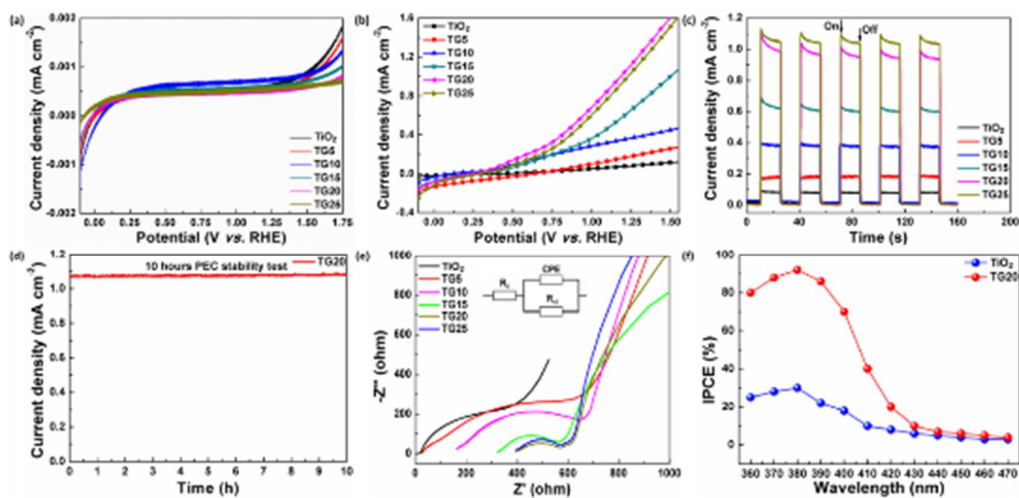 (a)
Current density (mA cm⁻²)
0.002
0.001
0.000
-0.001
-0.002
TiO₂
TG5
TG10
TG15
TG20
TG25
0.00 0.25 0.50 0.75 1.00 1.25 1.50 1.75
Potential (V vs. RHE)
(b)
Current density (mA cm⁻²)
1.6
1.2
0.8
0.4
0.0
-0.4
TiO₂
TG5
TG10
TG15
TG20
TG25
0.00 0.25 0.50 0.75 1.00 1.25 1.50
Potential (V vs. RHE)
(c)
Current density (mA cm⁻²)
1.2
1.0
0.8
0.6
0.4
0.2
0.0
On
Off
TiO₂
TG5
TG10
TG15
TG20
TG25
0 40 80 120 160 200
Time (s)
(d)
Current density (mA cm⁻²)
1.2
1.0
0.8
0.6
0.4
0.2
0.0
10 hours PEC stability test
TG20
0 2 4 6 8 10
Time (h)
(e)
-Z'' (ohm)
1000
800
600
400
200
0
TiO₂
TG5
TG10
TG15
TG20
TG25
CPE
0 200 400 600 800 1000
Z' (ohm)
(f)
IPCE (%)
100
80
60
40
20
0
TiO₂
TG20
360 370 380 390 400 410 420 430 440 450 460 470
Wavelength (nm)